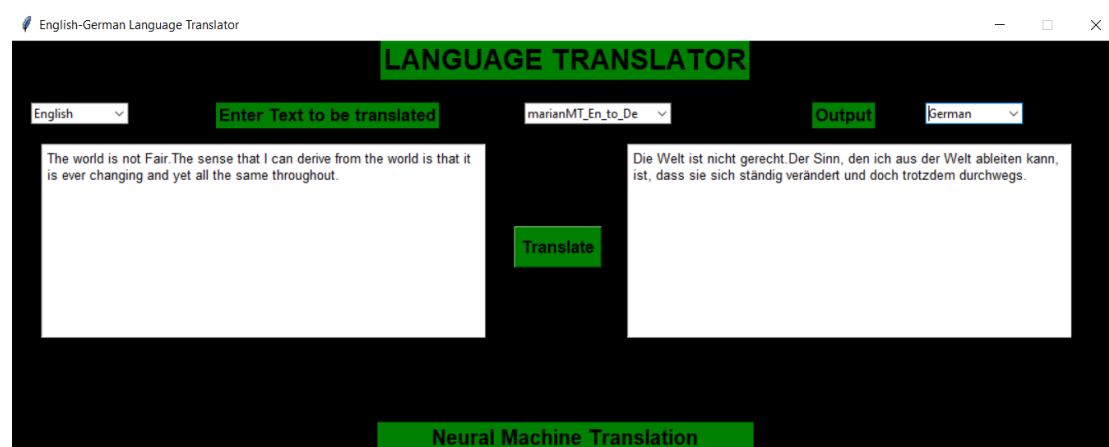 English-German Language Translator
LANGUAGE TRANSLATOR
English
Enter Text to be translated
marianMT_En_to_De
Output
German
The world is not Fair.The sense that I can derive from the world is that it
is ever changing and yet all the same throughout.
Die Welt ist nicht gerecht.Der Sinn, den ich aus der Welt ableiten kann,
ist, dass sie sich ständig verändert und doch trotzdem durchwegs.
Translate
Neural Machine Translation